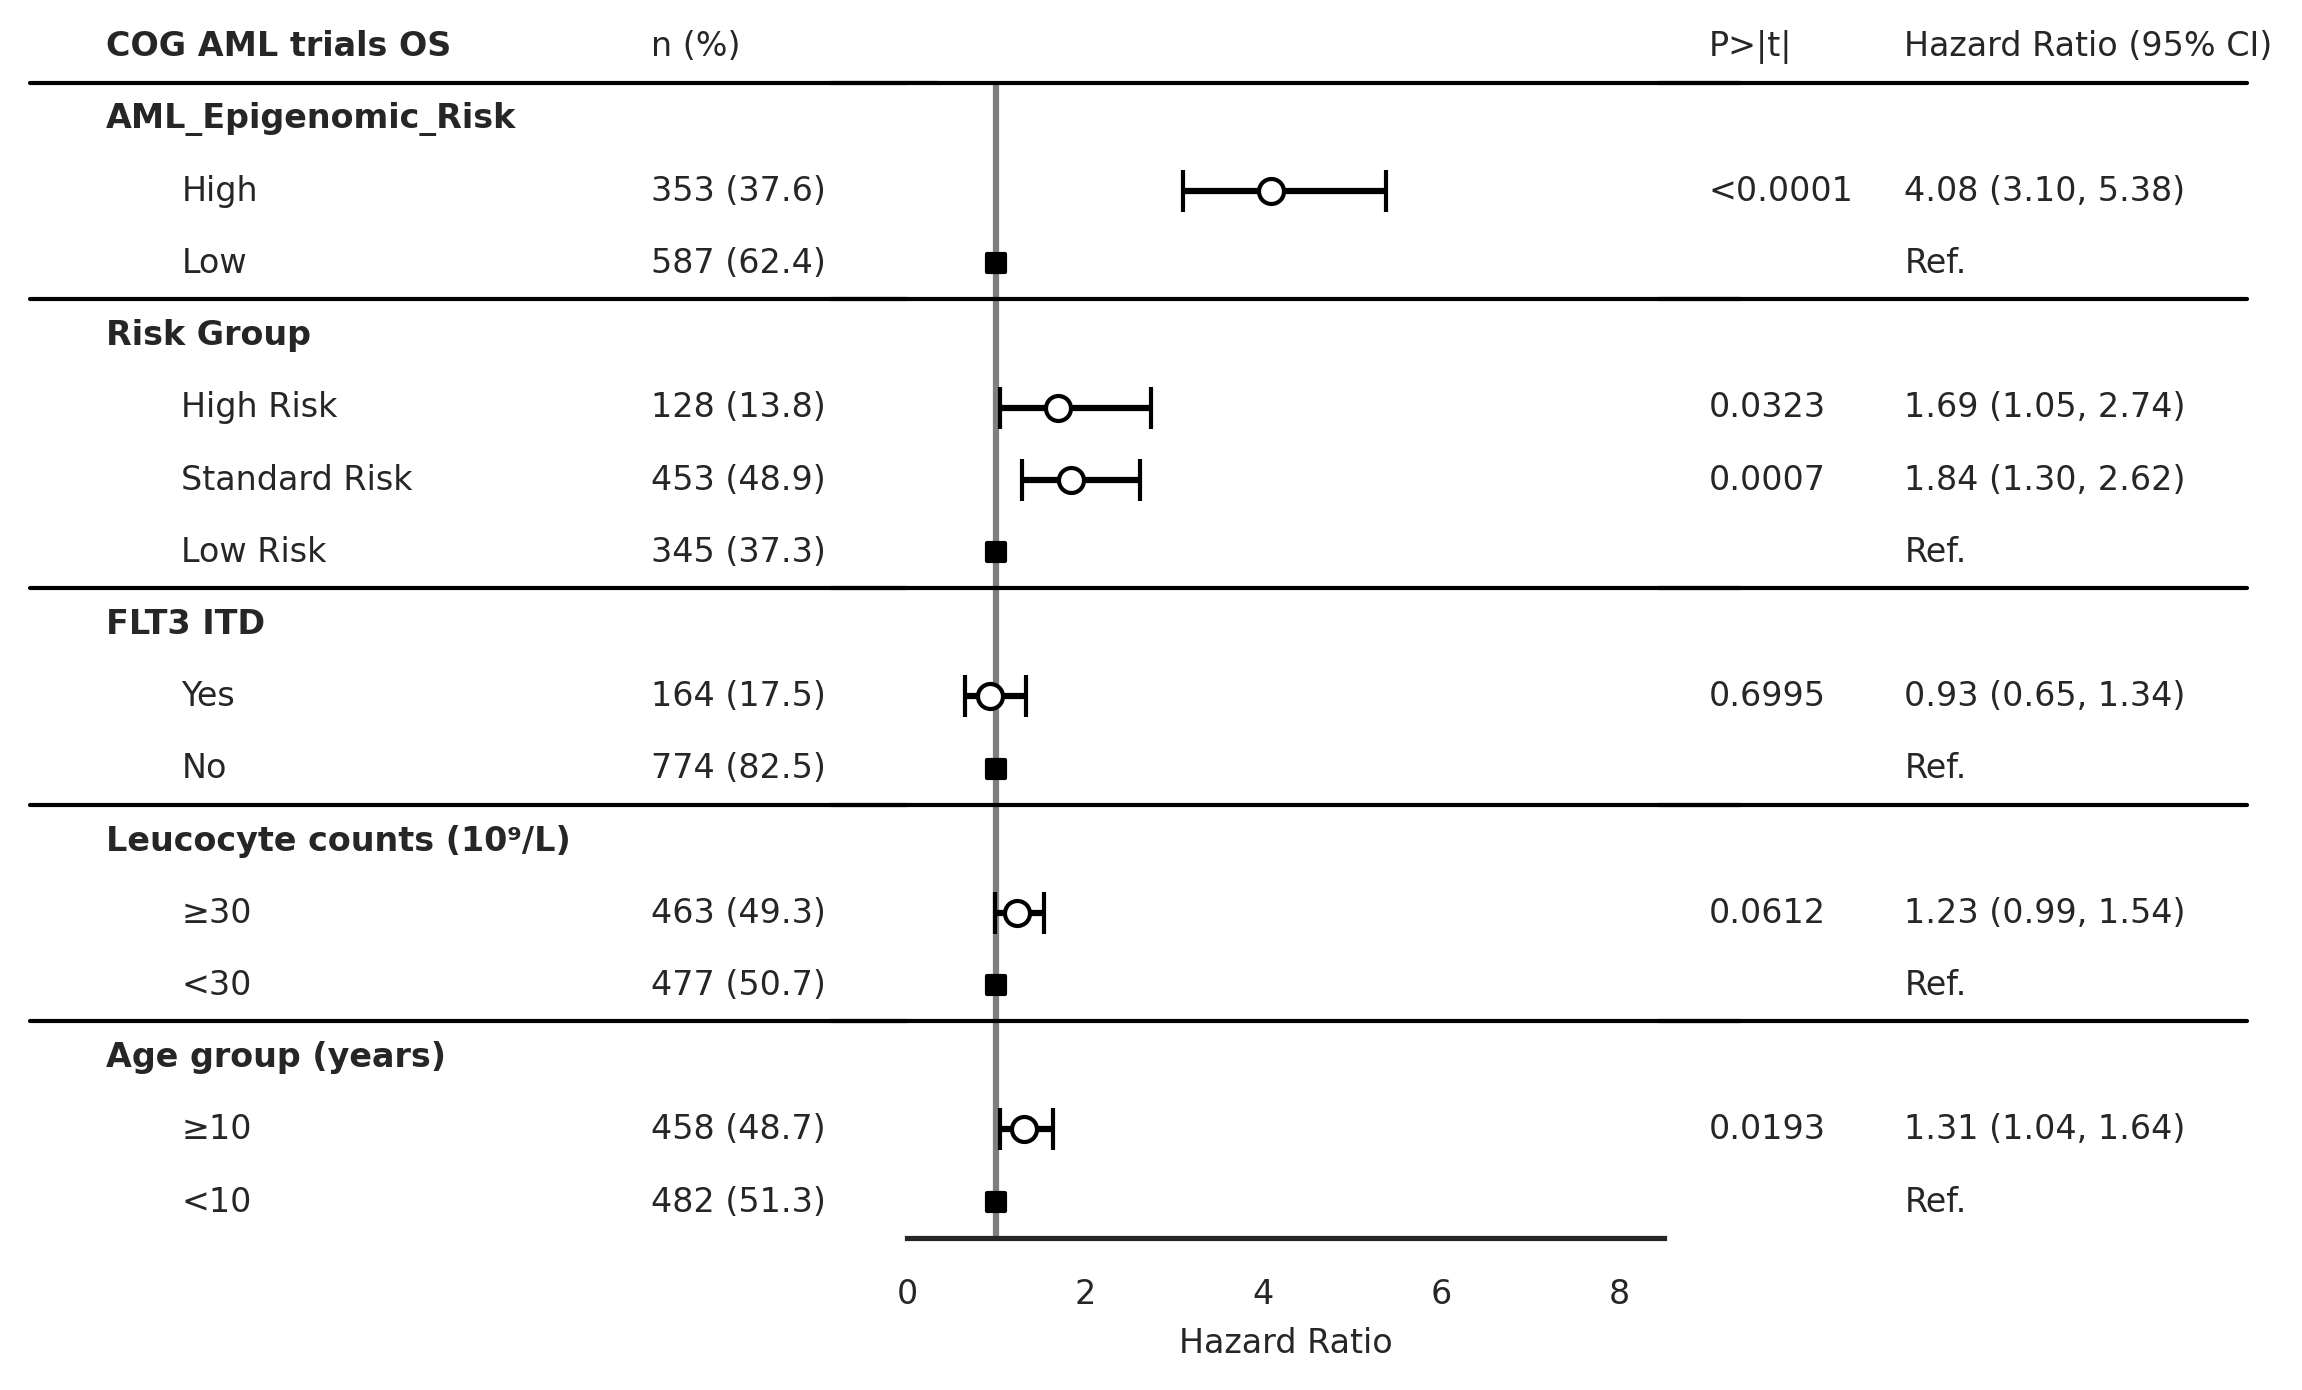 COG AML trials OS n (%) P>|t| Hazard Ratio (95% CI)
AML_Epigenomic_Risk
High 353 (37.6) <0.0001 4.08 (3.10, 5.38)
Low 587 (62.4) Ref.
Risk Group
High Risk 128 (13.8) 0.0323 1.69 (1.05, 2.74)
Standard Risk 453 (48.9) 0.0007 1.84 (1.30, 2.62)
Low Risk 345 (37.3) Ref.
FLT3 ITD
Yes 164 (17.5) 0.6995 0.93 (0.65, 1.34)
No 774 (82.5) Ref.
Leucocyte counts (10⁹/L)
≥30 463 (49.3) 0.0612 1.23 (0.99, 1.54)
<30 477 (50.7) Ref.
Age group (years)
≥10 458 (48.7) 0.0193 1.31 (1.04, 1.64)
<10 482 (51.3) Ref.
0 2 4 6 8
Hazard Ratio